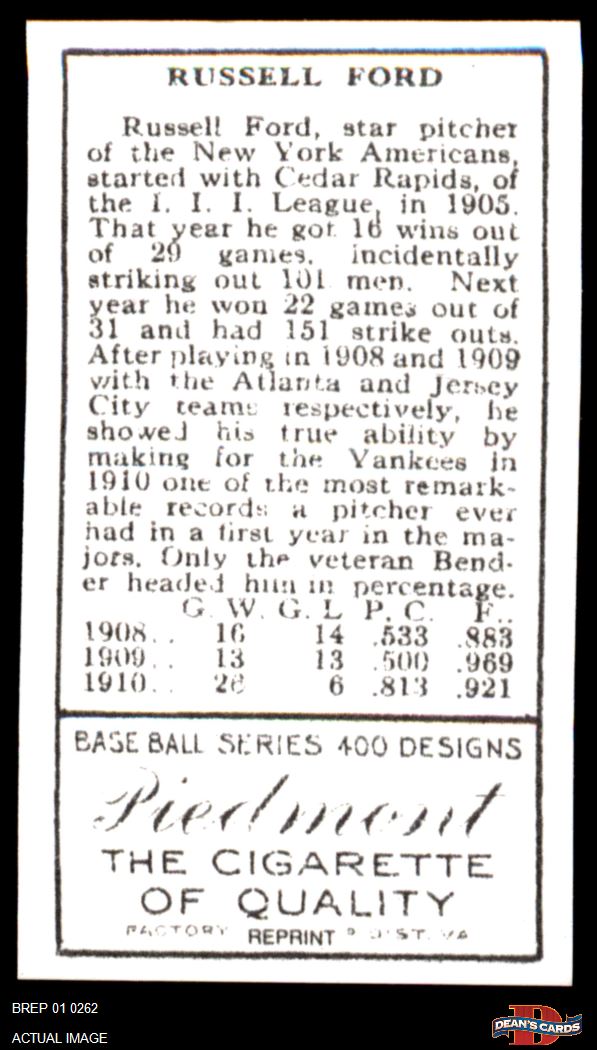 RUSSELL FORD
Russell Ford, star pitcher
of the New York Americans,
started with Cedar Rapids, of
the I. I. I. League, in 1905.
That year he got 16 wins out
of 29 games, incidentally
striking out 101 men. Next
year he won 22 games out of
31 and had 151 strike outs.
After playing in 1908 and 1909
with the Atlanta and Jersey
City teams respectively, he
showed his true ability by
making for the Yankees in
1910 one of the most remark-
able records a pitcher ever
had in a first year in the ma-
jors. Only the veteran Bend-
er headed him in percentage.
G. W. G. L P. C. F..
1908.. 16 14 .533 .883
1909.. 13 13 .500 .969
1910.. 26 6 .813 .921
BASE BALL SERIES 400 DESIGNS
Piedmont
THE CIGARETTE
OF QUALITY
FACTORY REPRINT DIST. VA
BREP 01 0262
ACTUAL IMAGE
D
DEAN'S CARDS